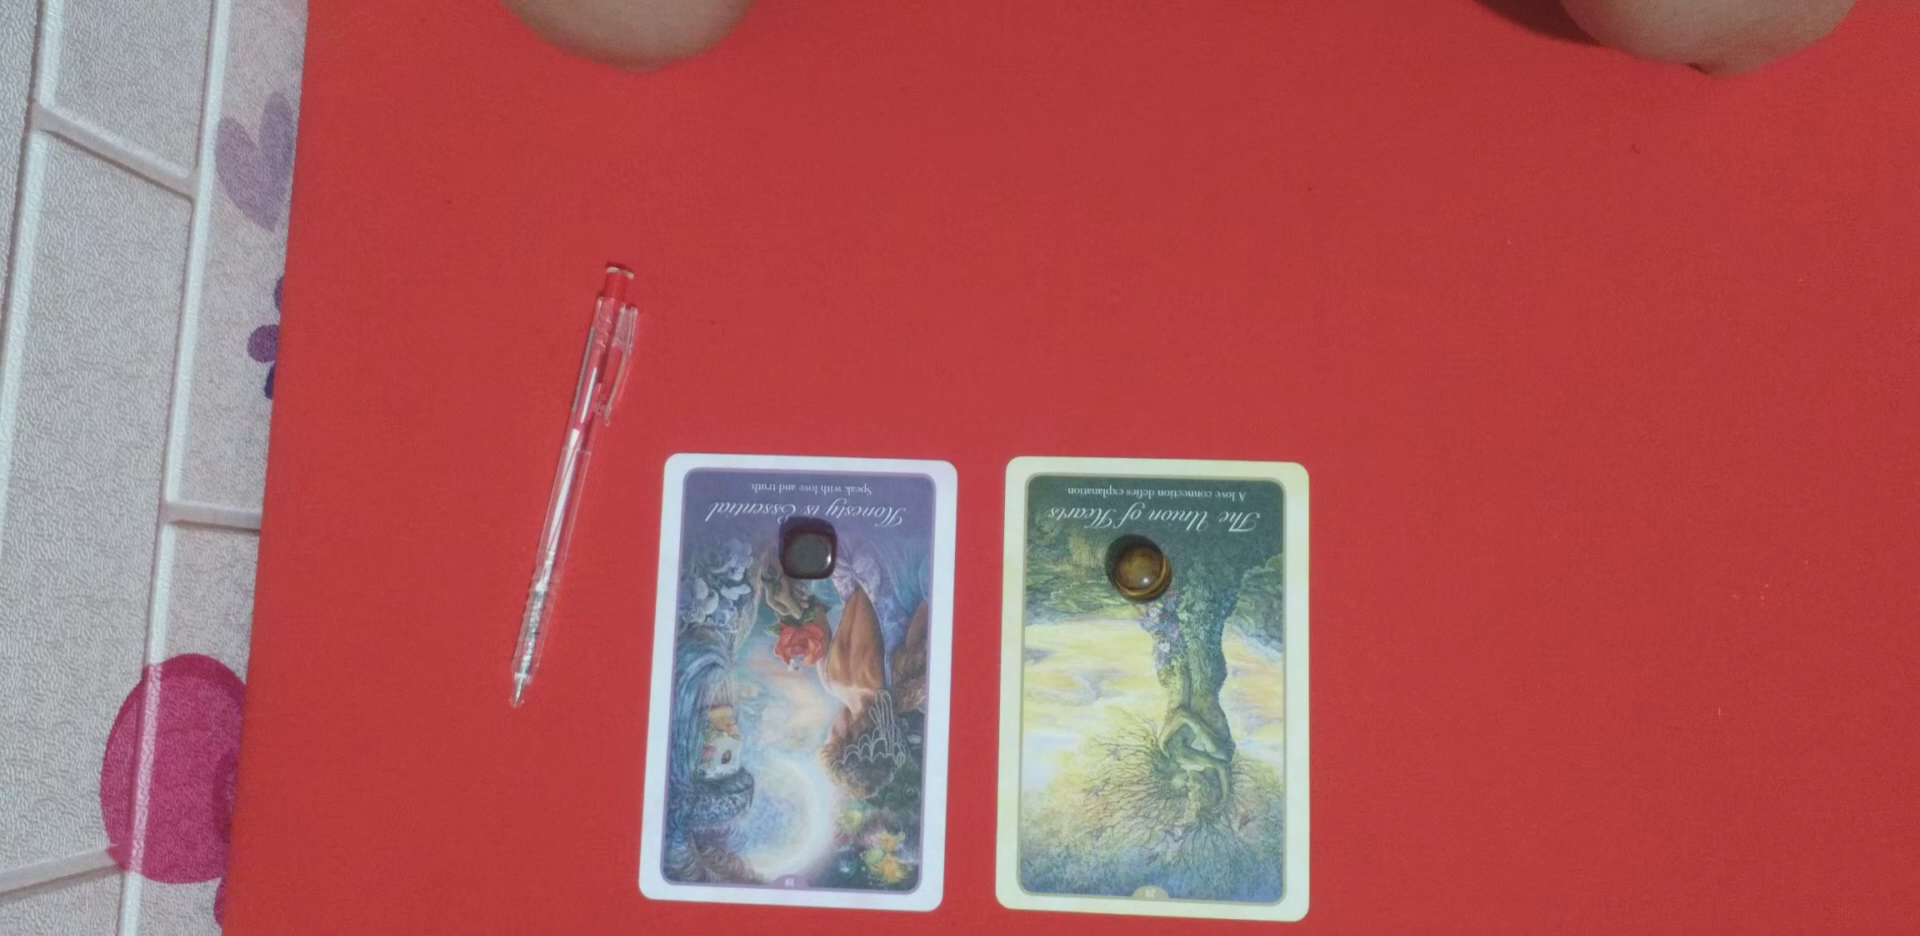 Honesty is Essential
Speak with love and truth.
The Union of Hearts
A love connection defies explanation